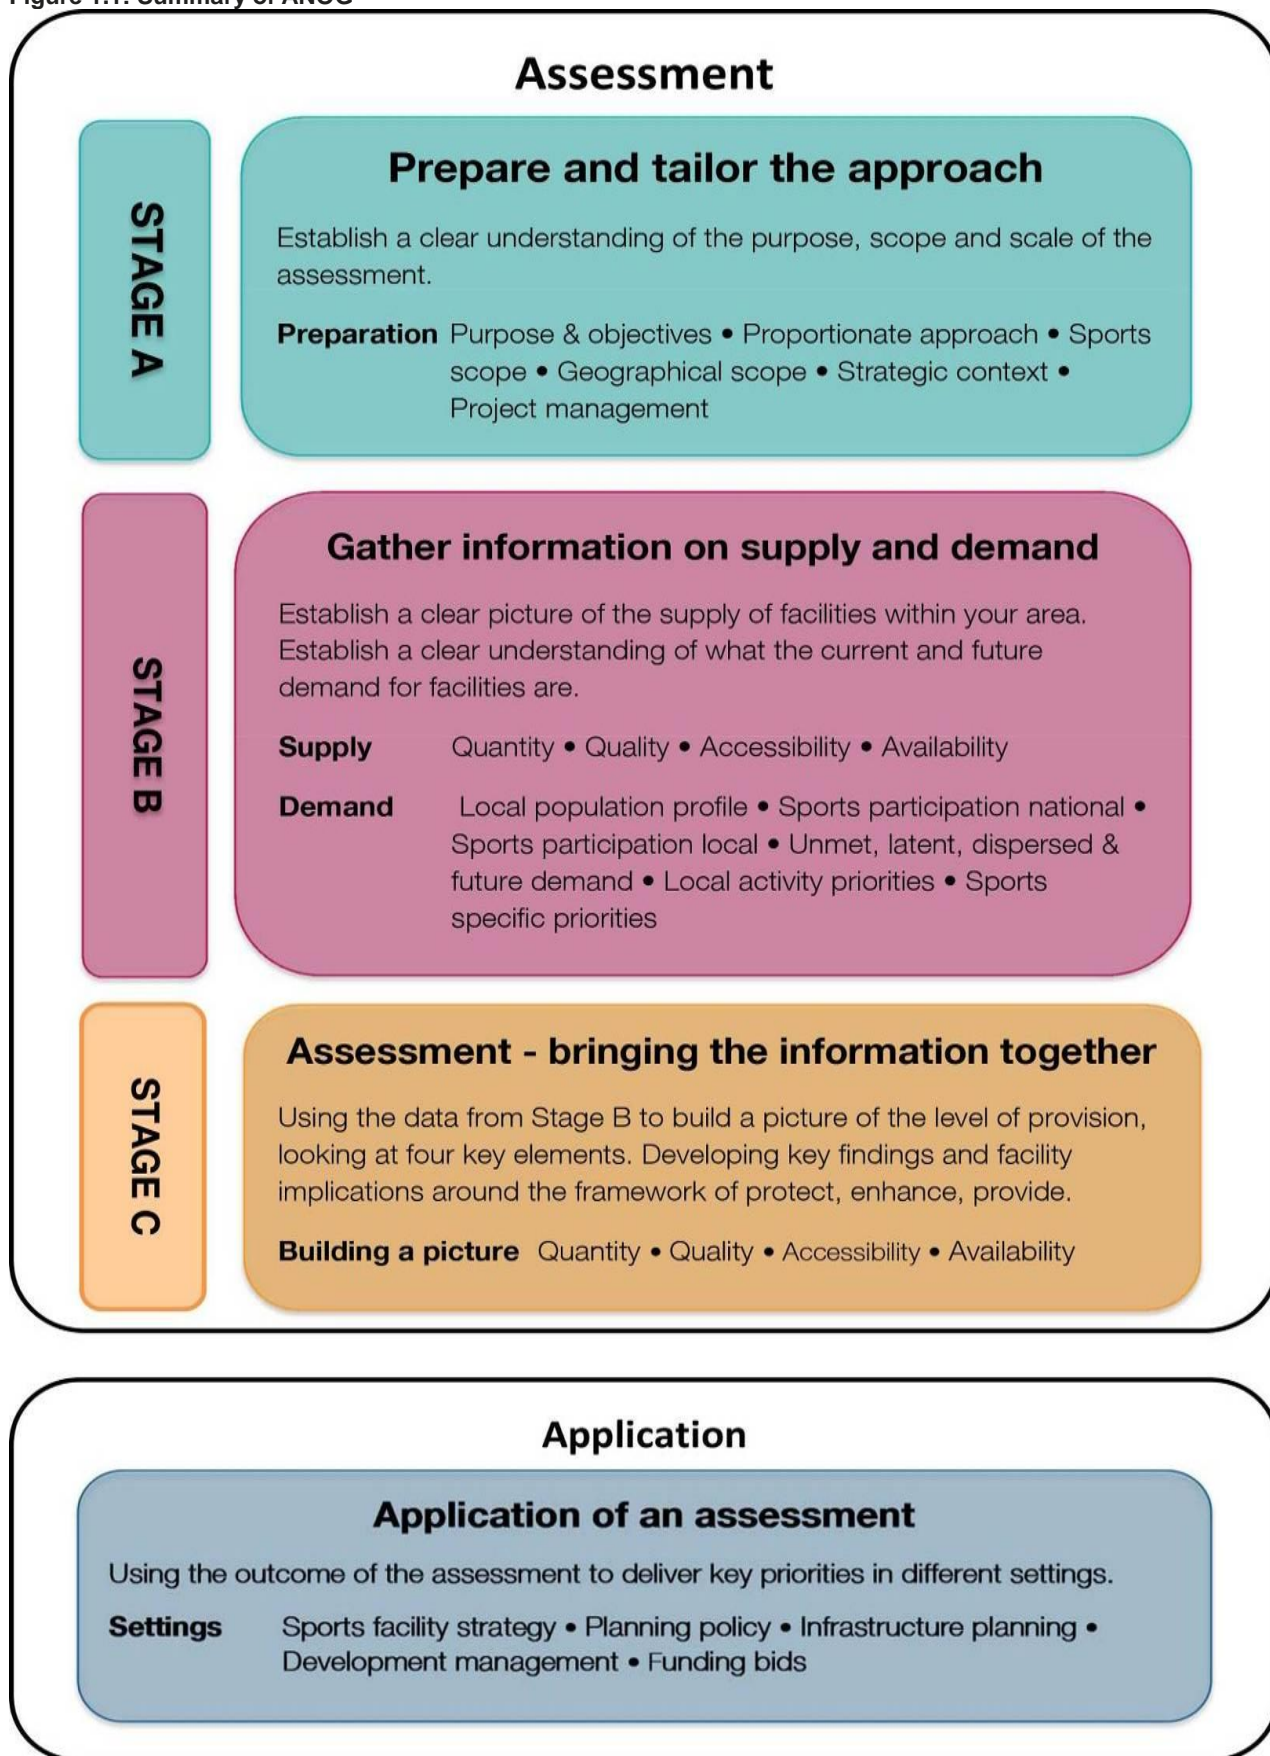 Figure 1.1: Summary of ANOG
Assessment
STAGE A
Prepare and tailor the approach
Establish a clear understanding of the purpose, scope and scale of the
assessment.
Preparation Purpose & objectives • Proportionate approach • Sports
scope • Geographical scope • Strategic context •
Project management
STAGE B
Gather information on supply and demand
Establish a clear picture of the supply of facilities within your area.
Establish a clear understanding of what the current and future
demand for facilities are.
Supply Quantity • Quality • Accessibility • Availability
Demand Local population profile • Sports participation national •
Sports participation local • Unmet, latent, dispersed &
future demand • Local activity priorities • Sports
specific priorities
STAGE C
Assessment - bringing the information together
Using the data from Stage B to build a picture of the level of provision,
looking at four key elements. Developing key findings and facility
implications around the framework of protect, enhance, provide.
Building a picture Quantity • Quality • Accessibility • Availability
Application
Application of an assessment
Using the outcome of the assessment to deliver key priorities in different settings.
Settings Sports facility strategy • Planning policy • Infrastructure planning •
Development management • Funding bids